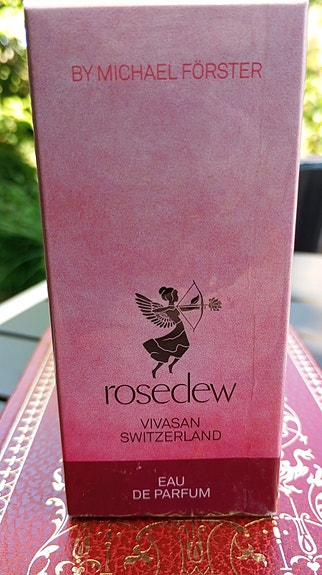 BY MICHAEL FÖRSTER
rosedew
VIVASAN
SWITZERLAND
EAU
DE PARFUM